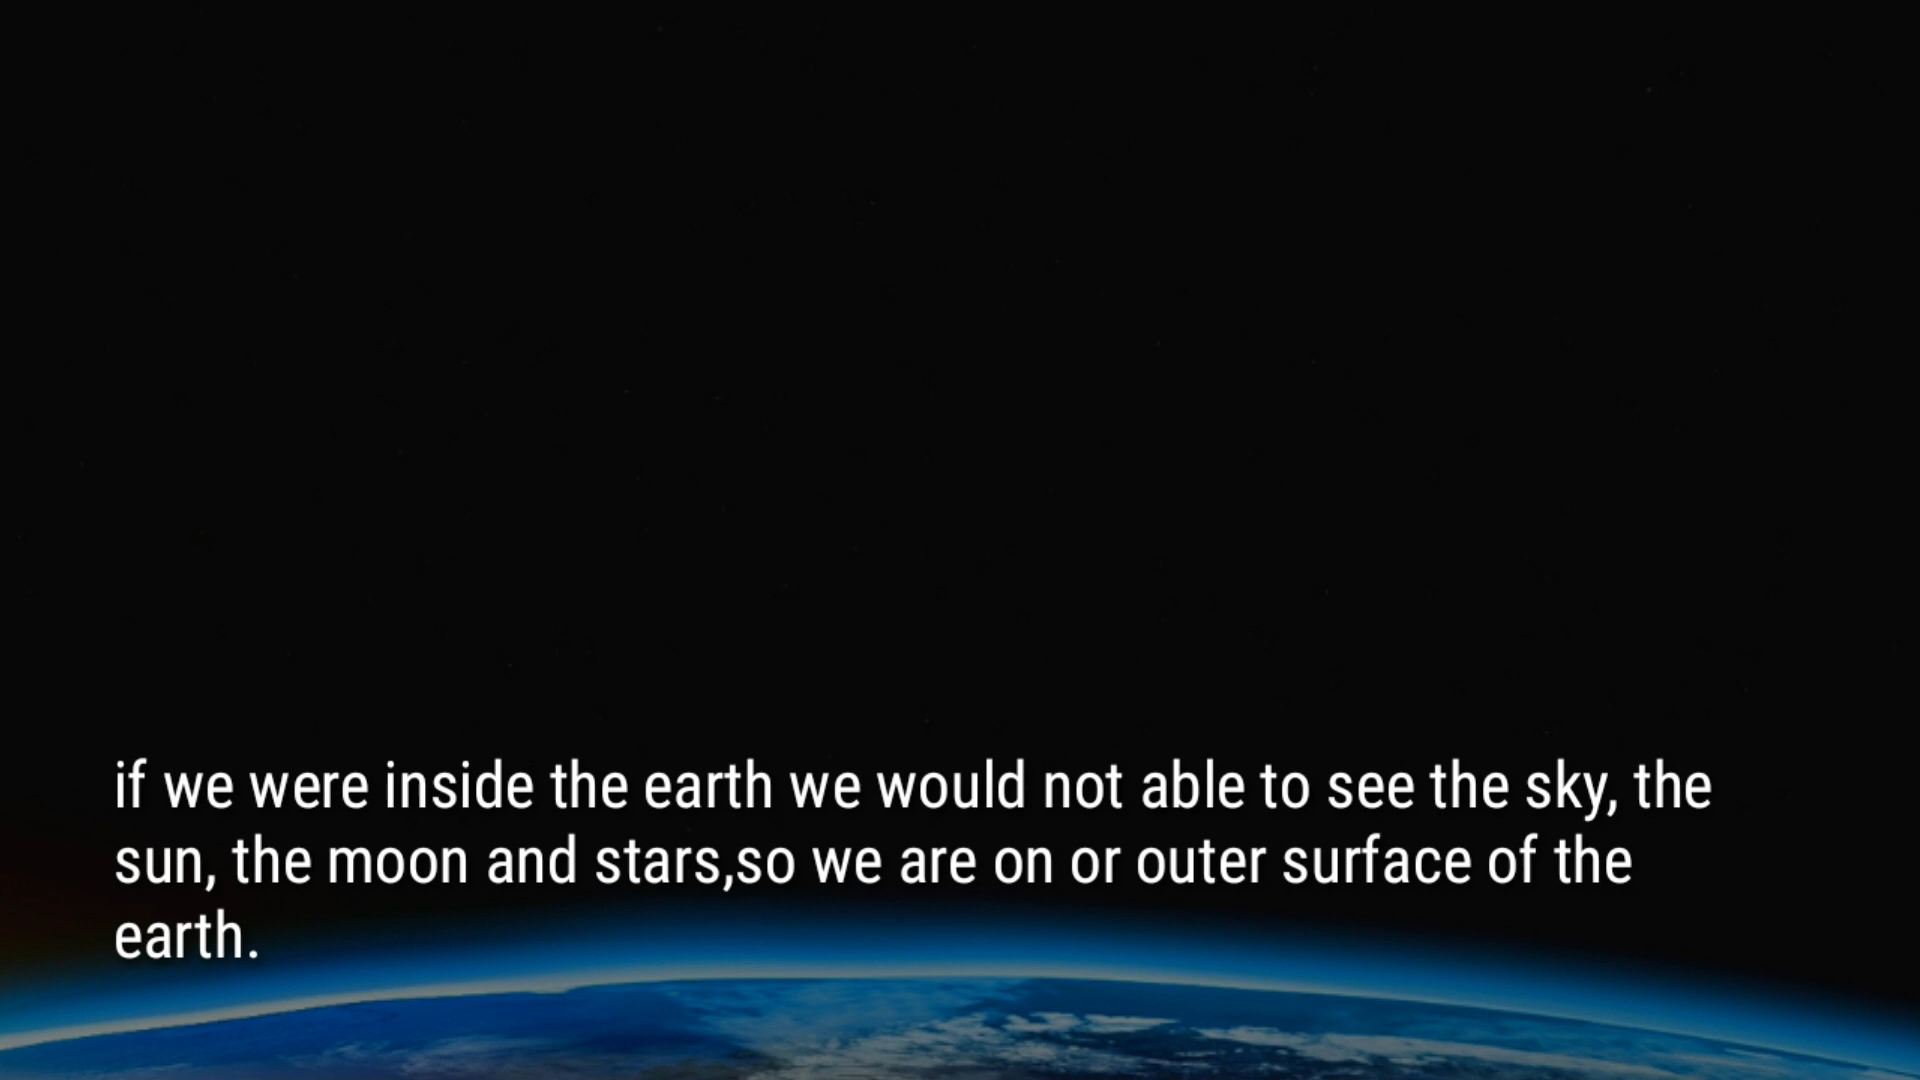 if we were inside the earth we would not able to see the sky, the
sun, the moon and stars,so we are on or outer surface of the
earth.